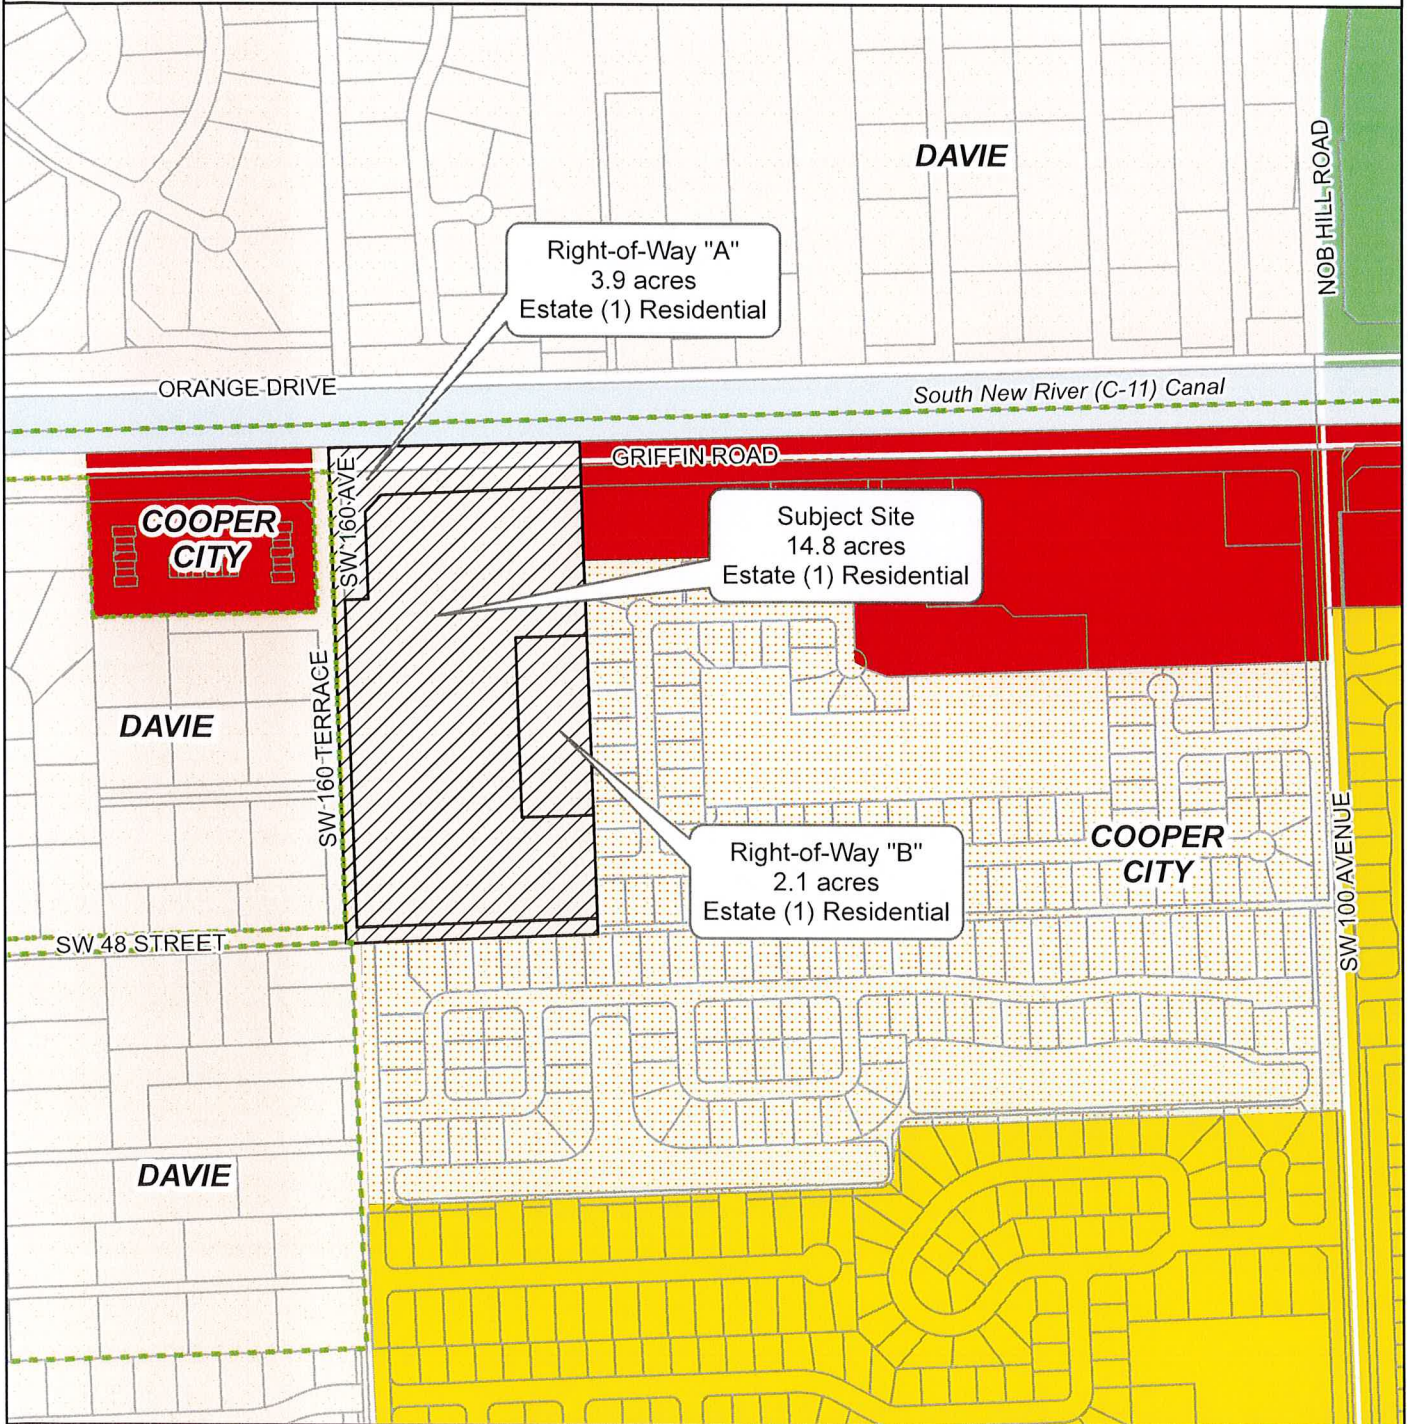 DAVIE
NOB HILL ROAD
Right-of-Way "A"
3.9 acres
Estate (1) Residential
ORANGE DRIVE
South New River (C-11) Canal
GRIFFIN ROAD
SW 160 AVE
COOPER
CITY
Subject Site
14.8 acres
Estate (1) Residential
SW 160 TERRACE
DAVIE
Right-of-Way "B"
2.1 acres
Estate (1) Residential
COOPER
CITY
SW 100 AVENUE
SW 48 STREET
DAVIE